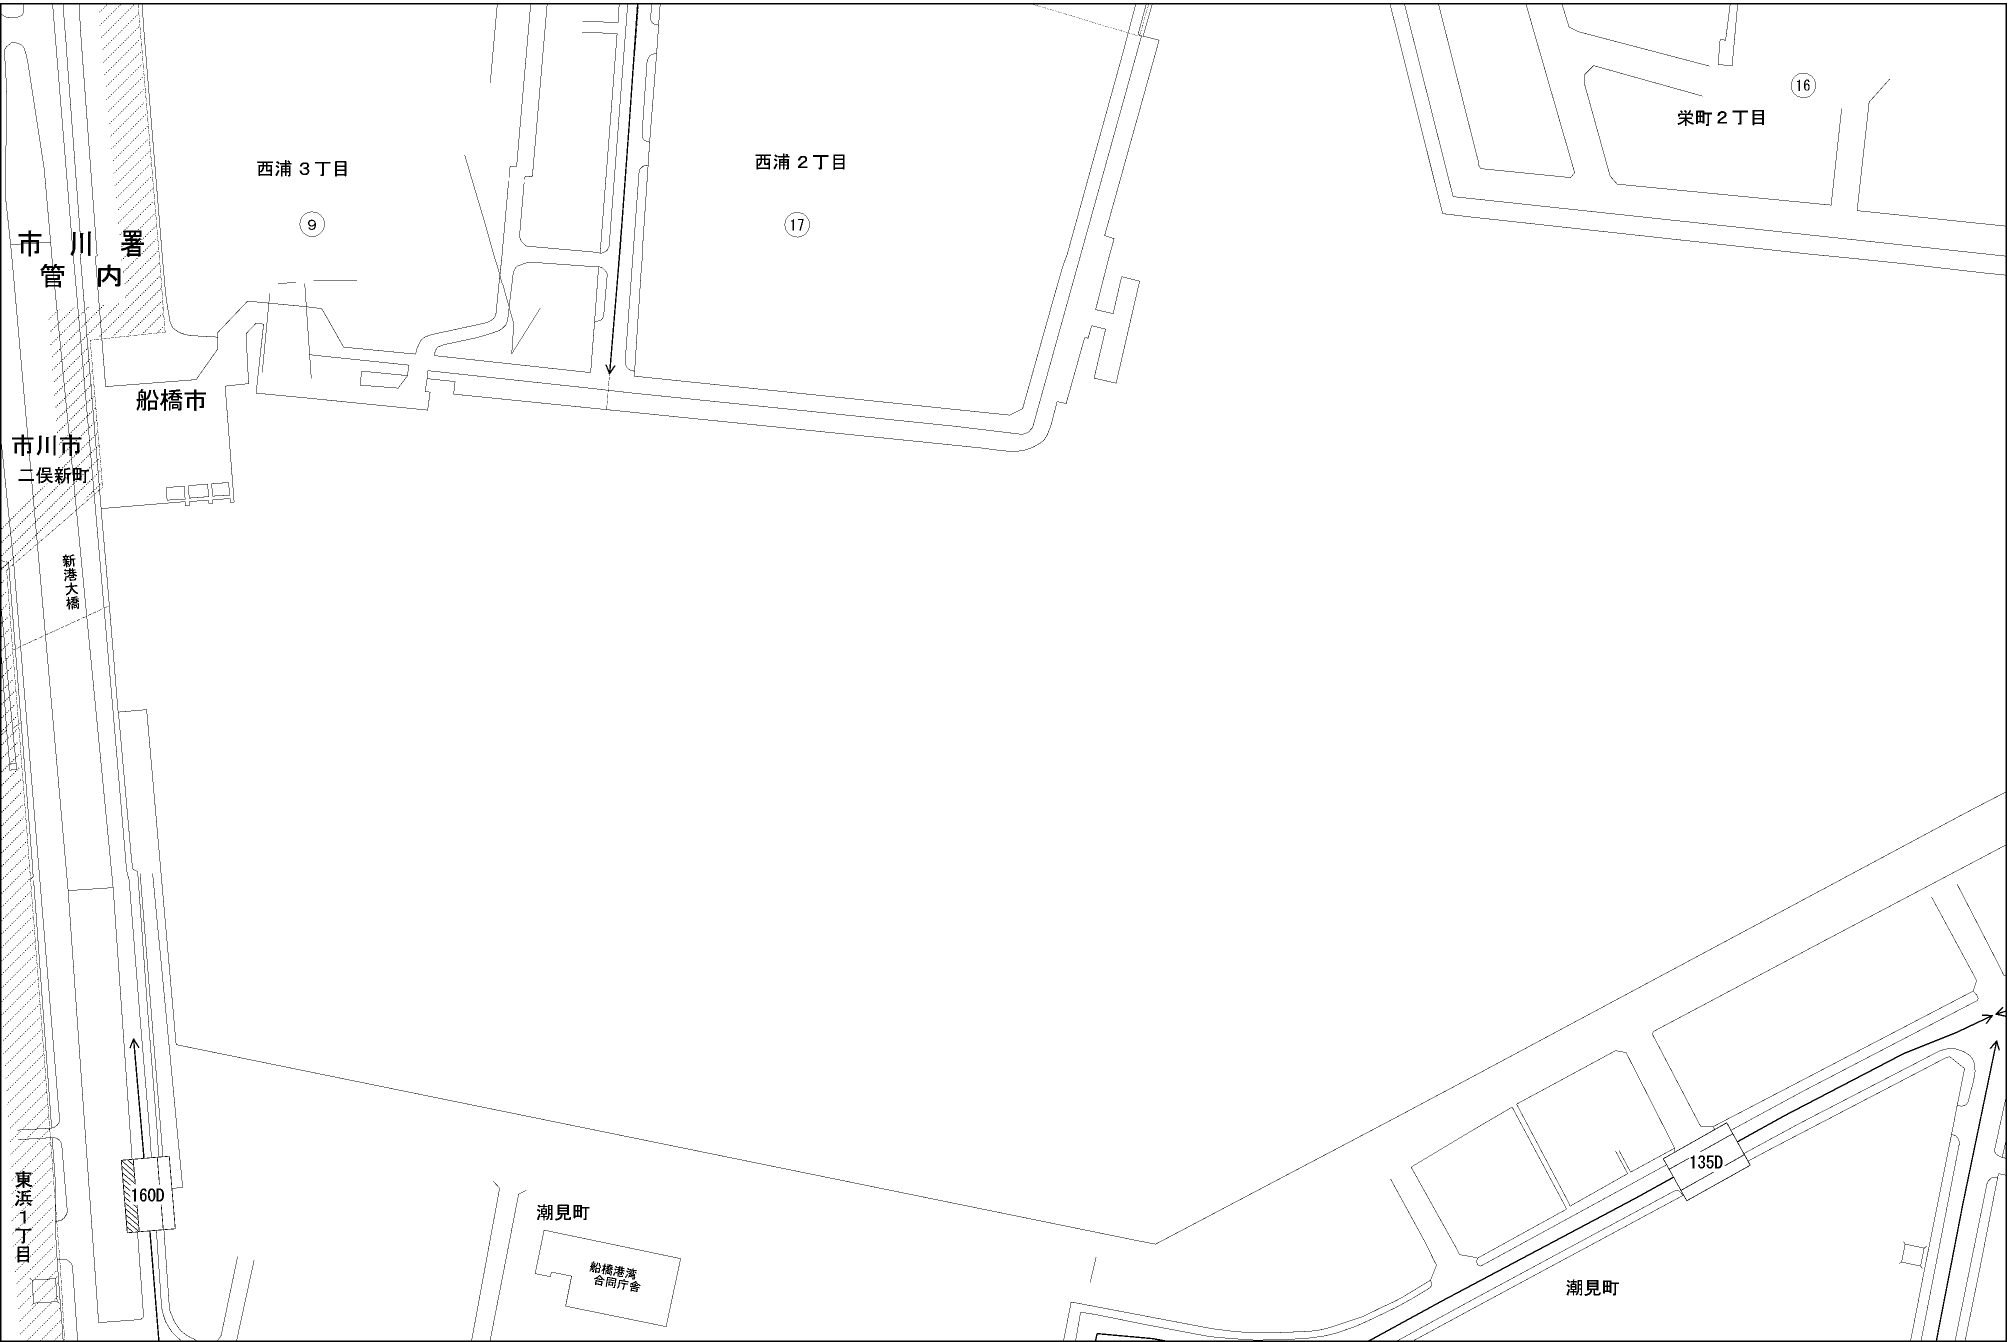 16
栄町２丁目
西浦３丁目
西浦２丁目
9
17
市川署
管内
船橋市
市川市
二俣新町
新港大橋
135D
東浜１丁目
160D
潮見町
船橋港湾
合同庁舎
潮見町